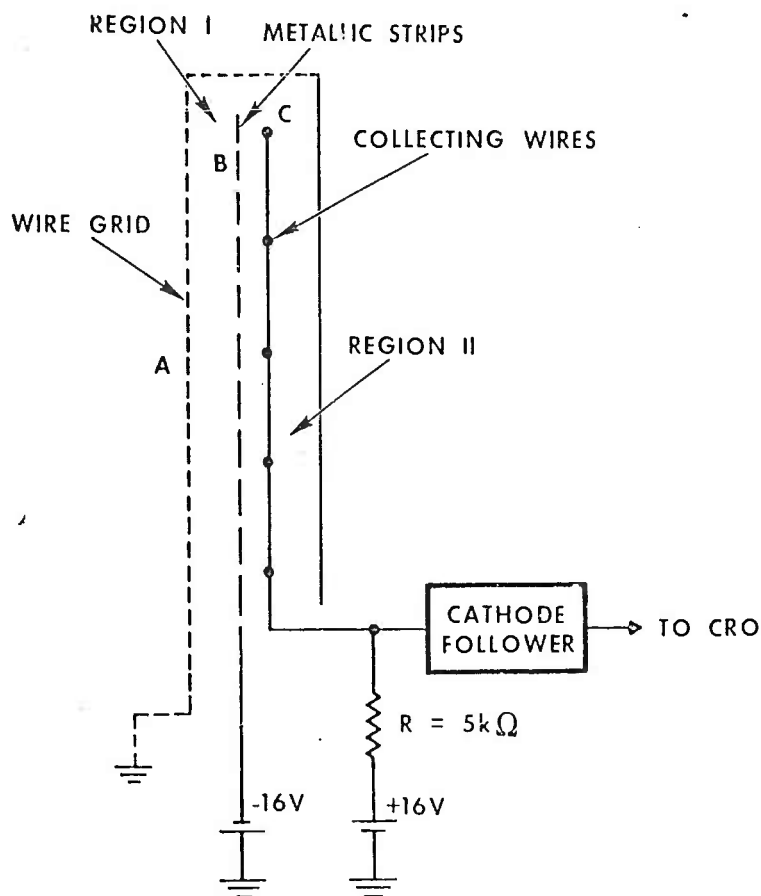 REGION I
METALLIC STRIPS
C
B
COLLECTING WIRES
WIRE GRID
A
REGION II
CATHODE
FOLLOWER
TO CRO
R = 5kΩ
-16V
+16V